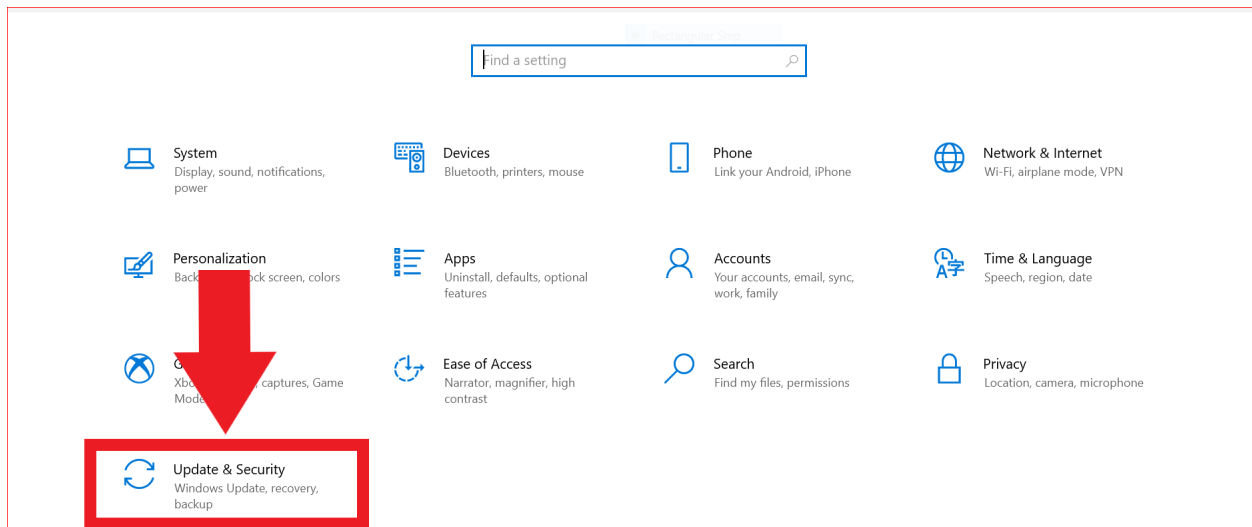 Rectangular Snip
Find a setting
System
Display, sound, notifications,
power
Devices
Bluetooth, printers, mouse
Phone
Link your Android, iPhone
Network & Internet
Wi-Fi, airplane mode, VPN
Personalization
ock screen, colors
Apps
Uninstall, defaults, optional
features
Accounts
Your accounts, email, sync,
work, family
Time & Language
Speech, region, date
captures, Game
Mode
Ease of Access
Narrator, magnifier, high
contrast
Search
Find my files, permissions
Privacy
Location, camera, microphone
Update & Security
Windows Update, recovery,
backup